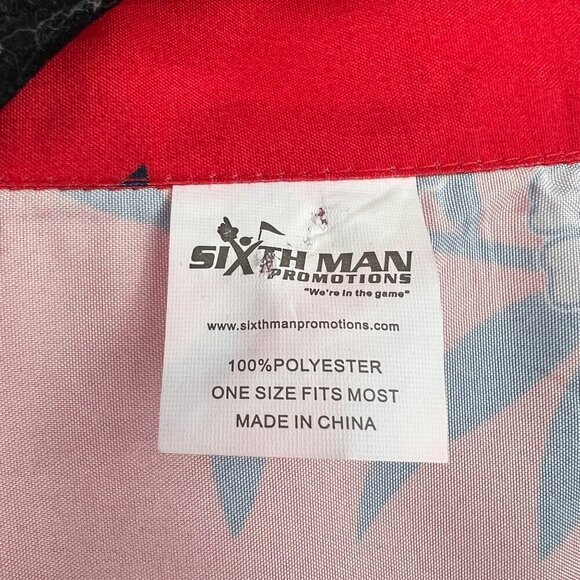 SIXTH MAN
PROMOTIONS
"We're in the game"
www.sixthmanpromotions.com
100%POLYESTER
ONE SIZE FITS MOST
MADE IN CHINA